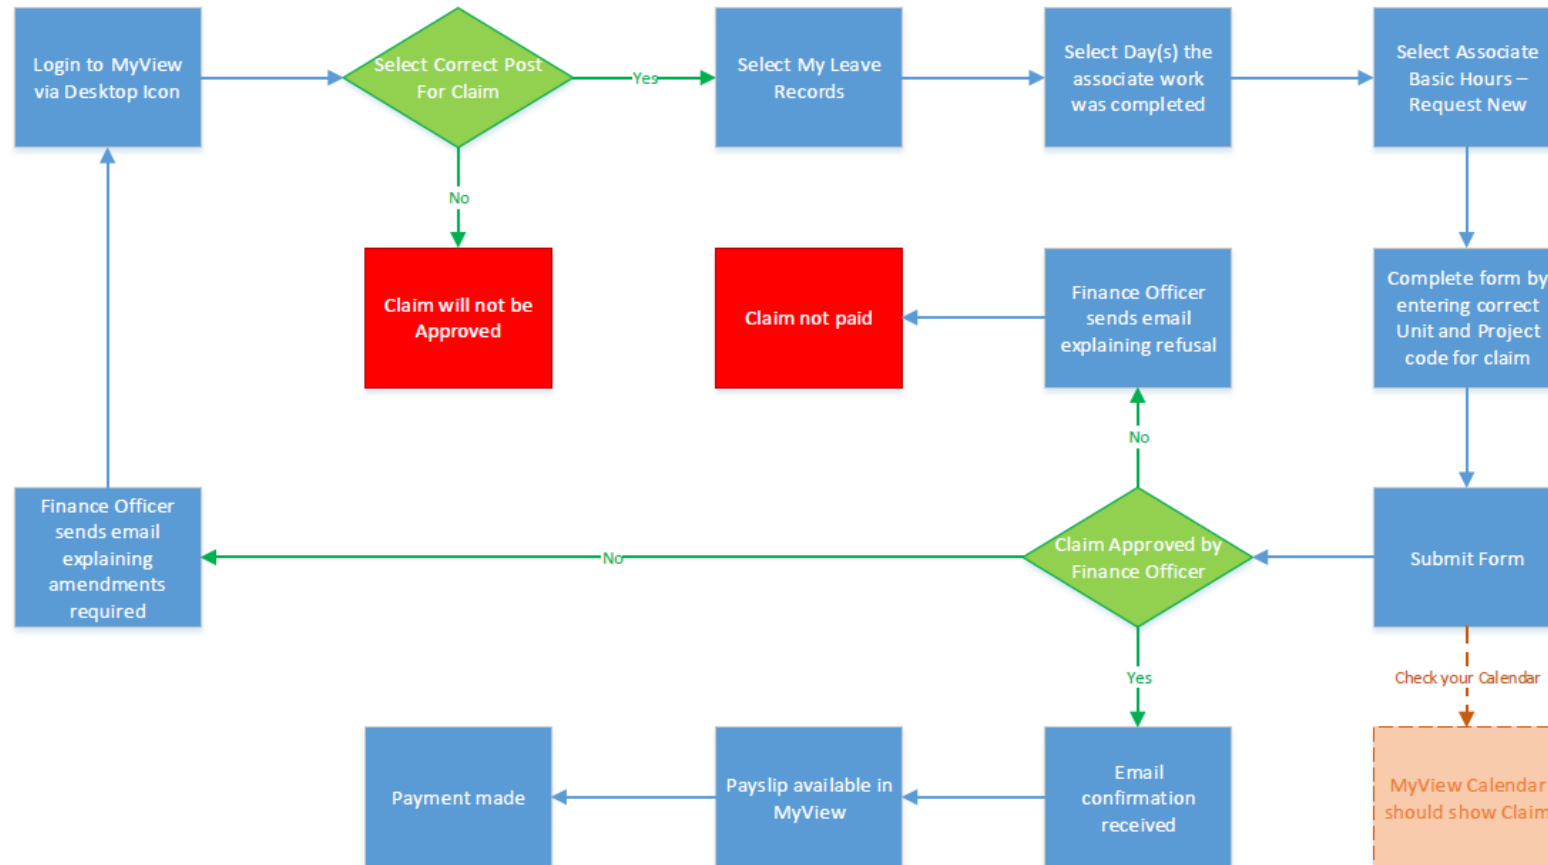 Login to MyView
via Desktop Icon
Select Correct Post
For Claim
Yes
Select My Leave
Records
Select Day(s) the
associate work
was completed
Select Associate
Basic Hours –
Request New
No
Claim will not be
Approved
Claim not paid
Finance Officer
sends email
explaining refusal
Complete form by
entering correct
Unit and Project
code for claim
No
Finance Officer
sends email
explaining
amendments
required
No
Claim Approved by
Finance Officer
Submit Form
Yes
Check your Calendar
Payment made
Payslip available in
MyView
Email
confirmation
received
MyView Calendar
should show Claim